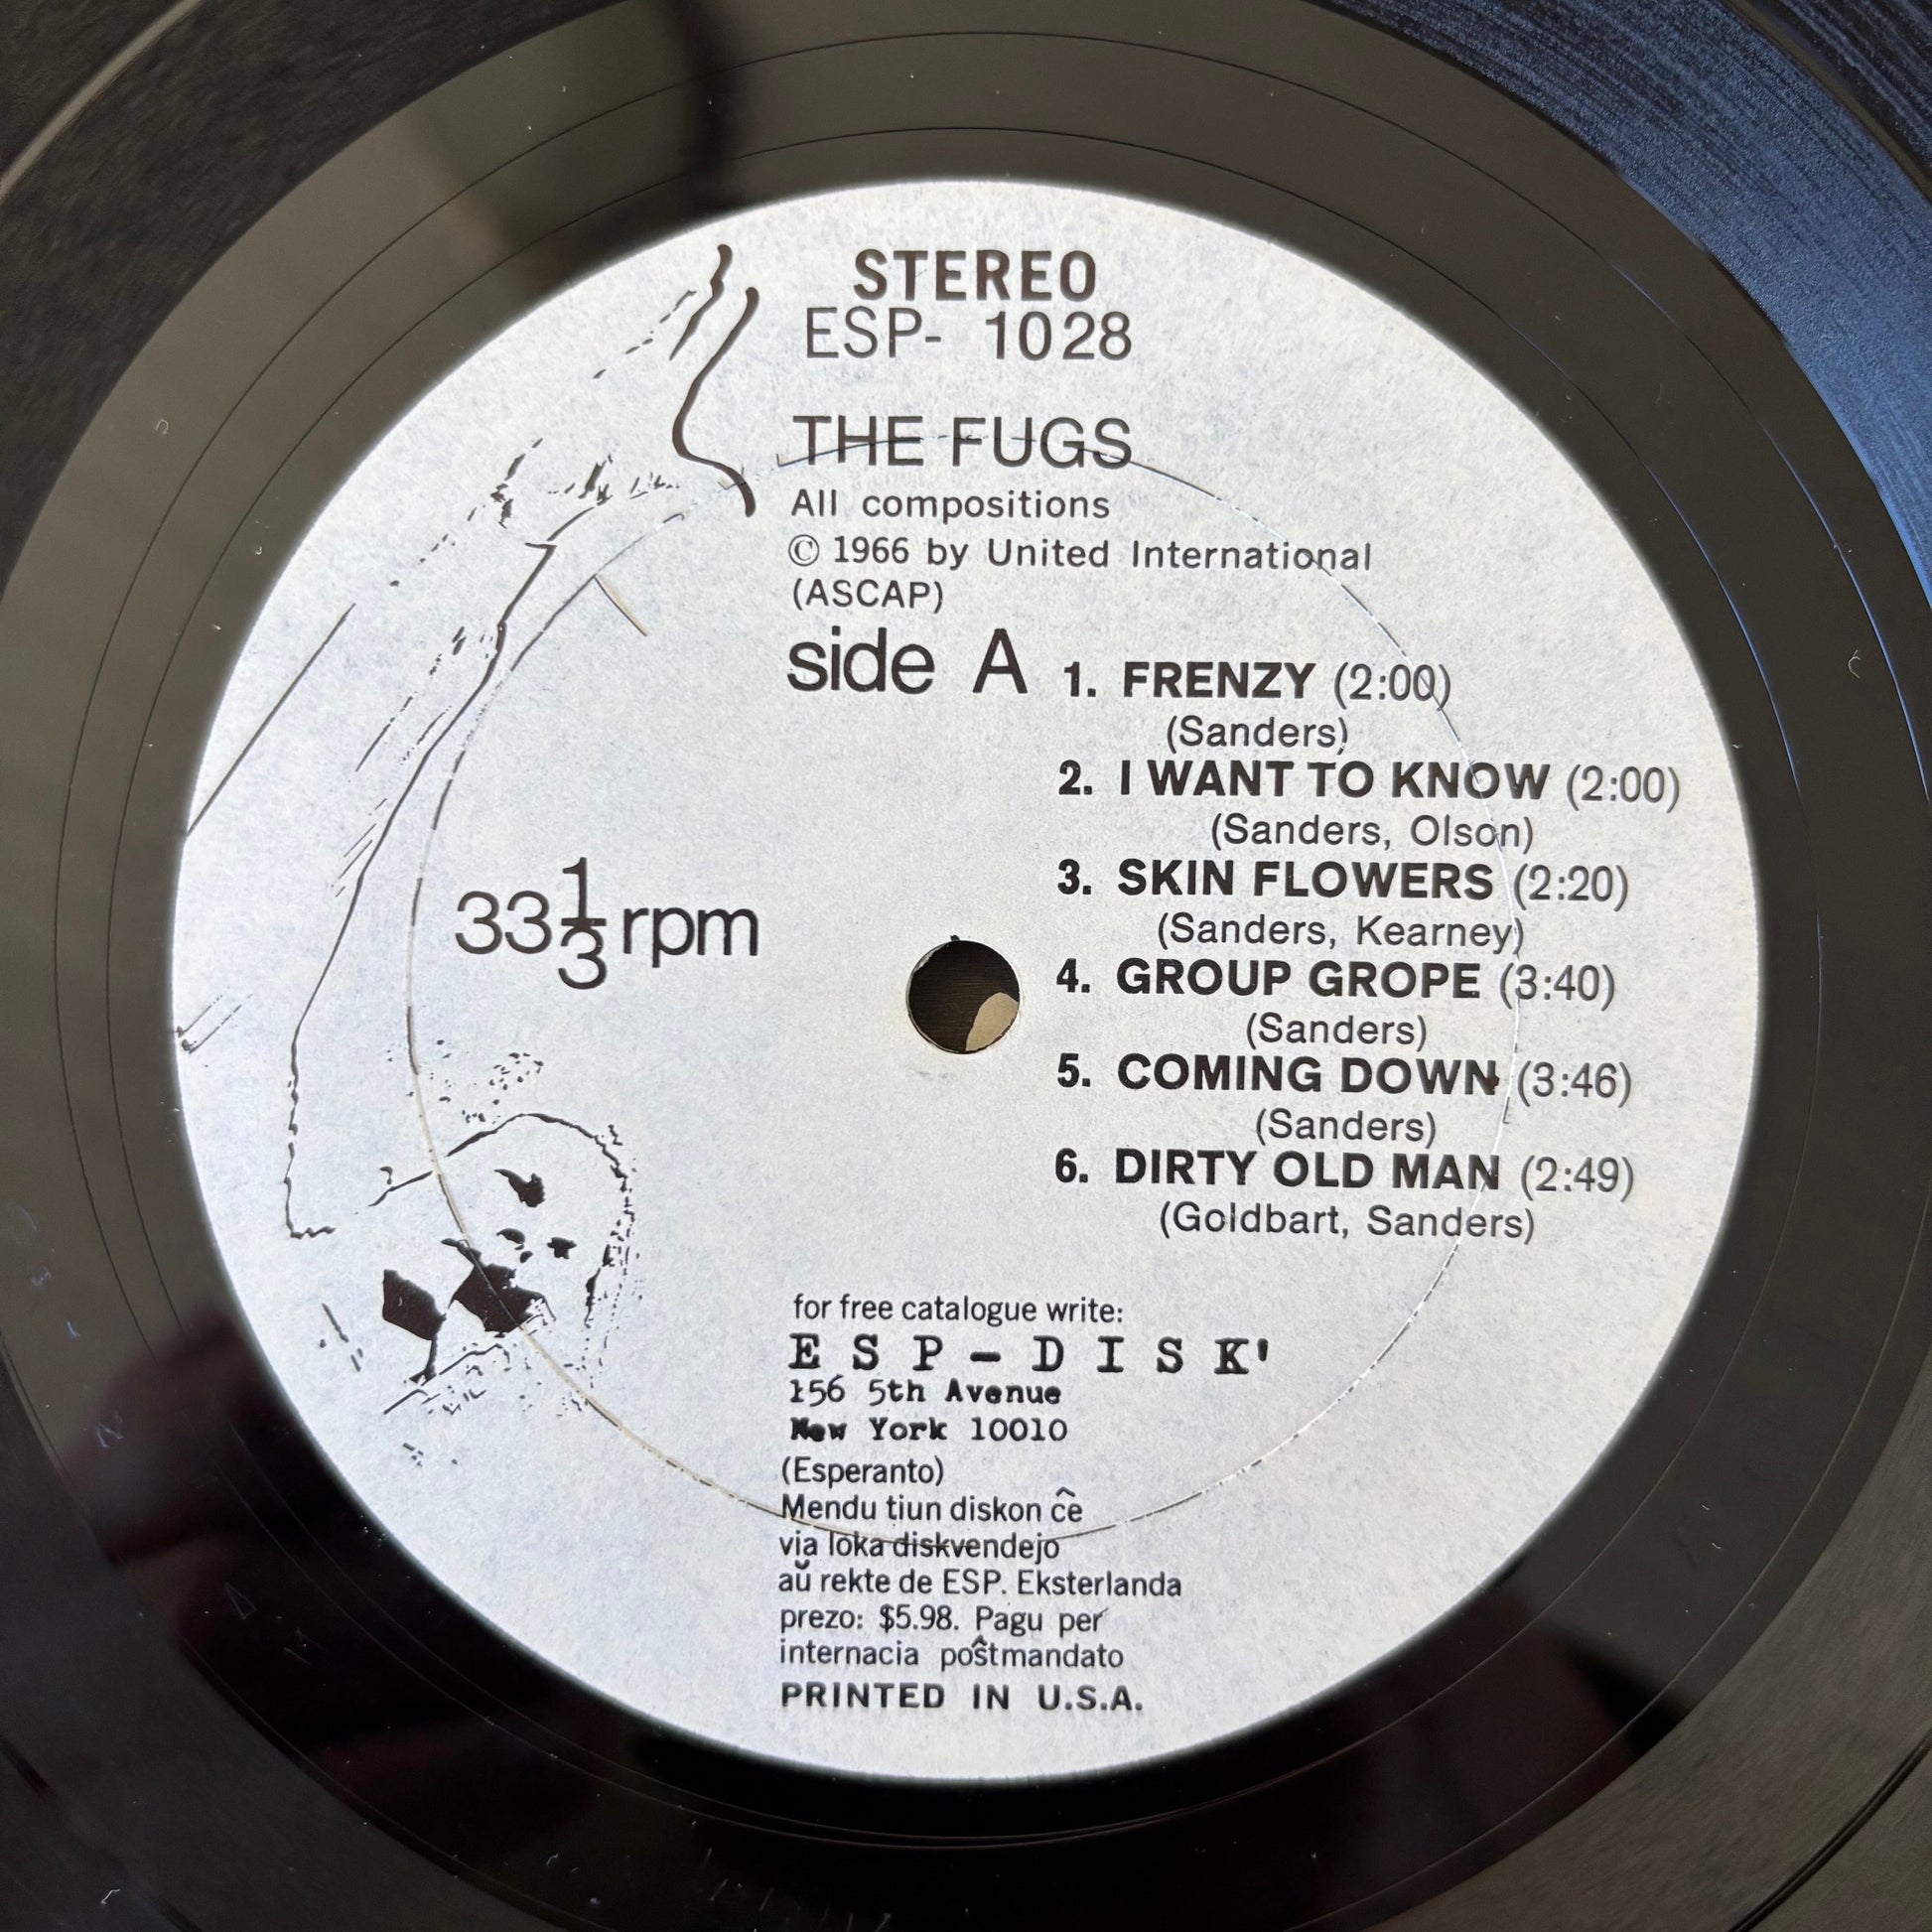 STEREO
ESP- 1028
THE FUGS
All compositions
© 1966 by United International
(ASCAP)
side A
1. FRENZY (2:00)
(Sanders)
2. I WANT TO KNOW (2:00)
(Sanders, Olson)
3. SKIN FLOWERS (2:20)
(Sanders, Kearney)
4. GROUP GROPE (3:40)
(Sanders)
5. COMING DOWN (3:46)
(Sanders)
6. DIRTY OLD MAN (2:49)
(Goldbart, Sanders)
33 1/3 rpm
for free catalogue write:
ESP-DISK'
156 5th Avenue
New York 10010
(Esperanto)
Mendu tiun diskon ĉe
via loka diskvendejo
aŭ rekte de ESP. Eksterlanda
prezo: $5.98. Pagu per
internacia poŝtmandato
PRINTED IN U.S.A.